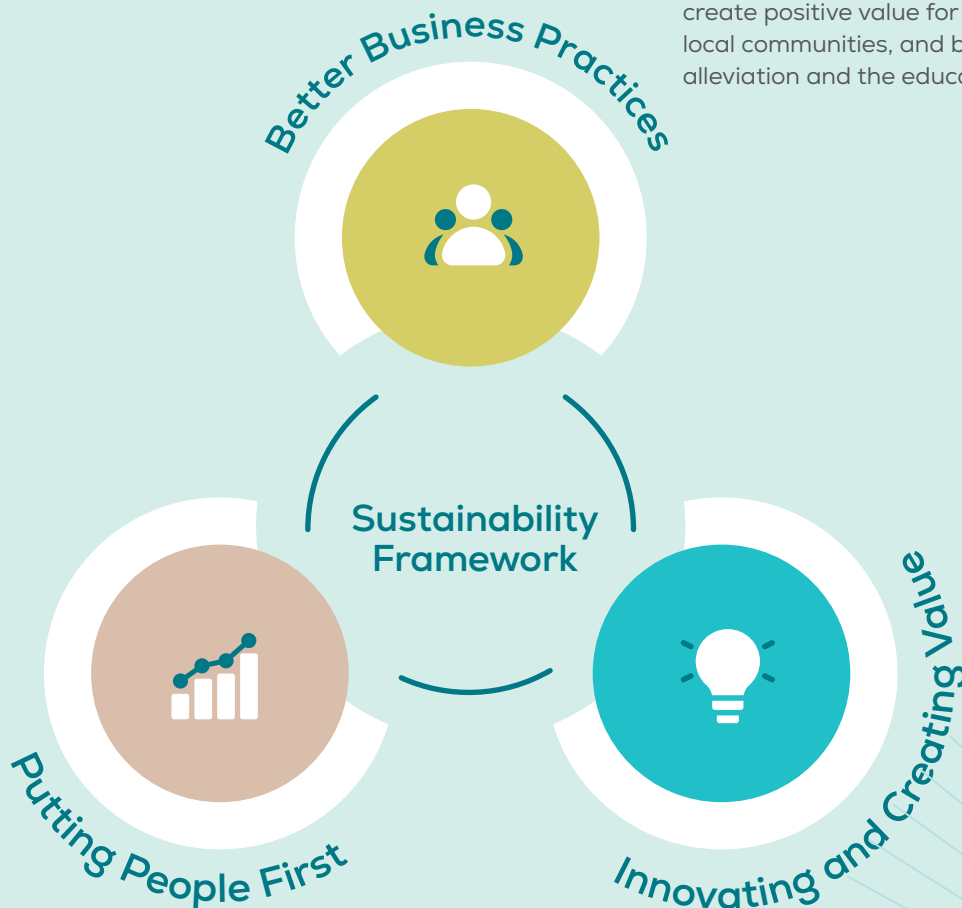 create positive value for
local communities, and b
alleviation and the educa
Better Business Practices
Sustainability
Framework
Putting People First
Innovating and Creating Value